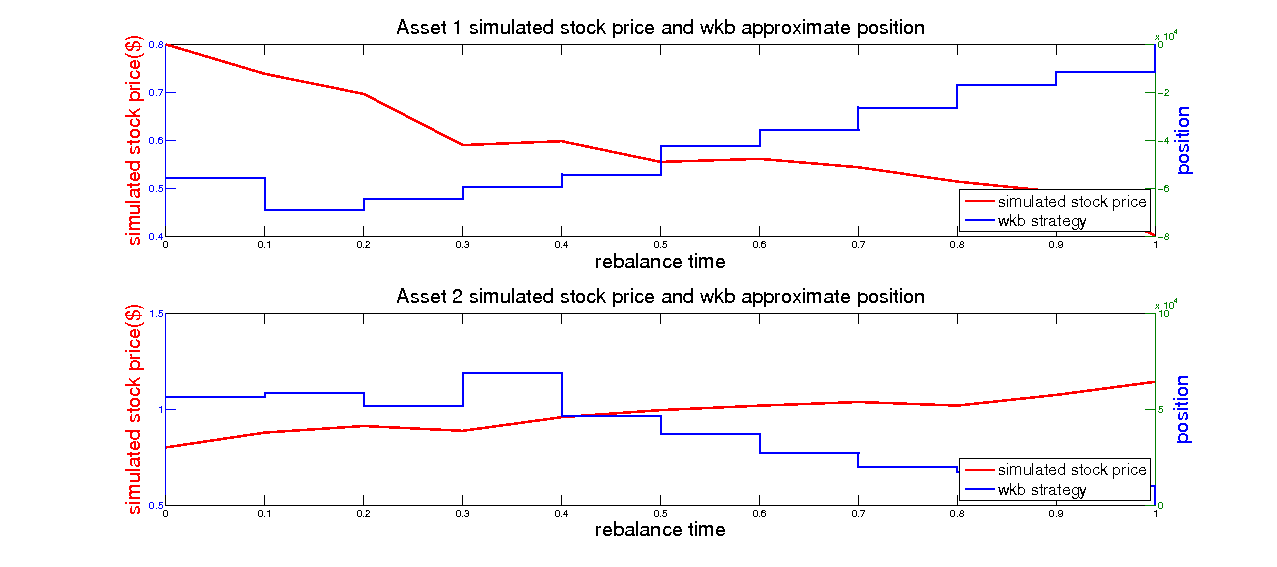 Asset 1 simulated stock price and wkb approximate position
x 10^4
0.8
0.7
0.6
0.5
0.4
simulated stock price($)
0
-2
-4
-6
-8
position
simulated stock price
wkb strategy
0 0.1 0.2 0.3 0.4 0.5 0.6 0.7 0.8 0.9 1
rebalance time
Asset 2 simulated stock price and wkb approximate position
x 10^4
1.5
1
0.5
simulated stock price($)
10
5
0
position
simulated stock price
wkb strategy
0 0.1 0.2 0.3 0.4 0.5 0.6 0.7 0.8 0.9 1
rebalance time